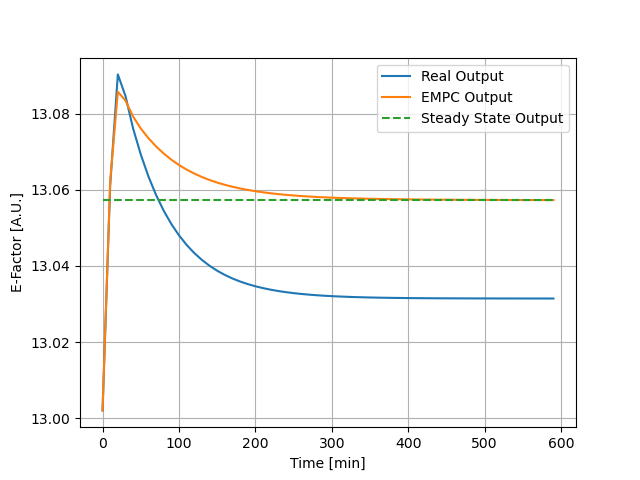 Real Output
EMPC Output
Steady State Output
13.08
13.06
13.04
13.02
13.00
E-Factor [A.U.]
0 100 200 300 400 500 600
Time [min]